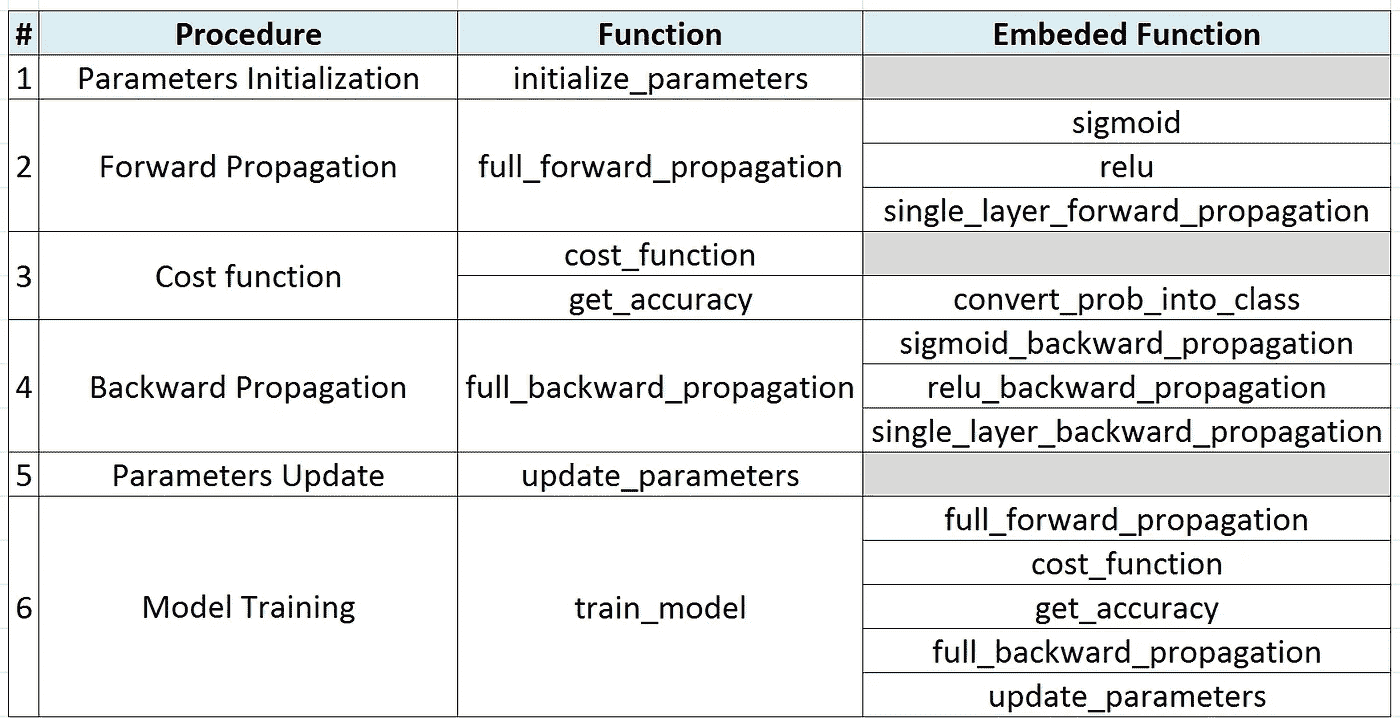 # Procedure Function Embeded Function
1 Parameters Initialization initialize_parameters
2 Forward Propagation full_forward_propagation sigmoid
relu
single_layer_forward_propagation
3 Cost function cost_function
get_accuracy convert_prob_into_class
4 Backward Propagation full_backward_propagation sigmoid_backward_propagation
relu_backward_propagation
single_layer_backward_propagation
5 Parameters Update update_parameters
6 Model Training train_model full_forward_propagation
cost_function
get_accuracy
full_backward_propagation
update_parameters